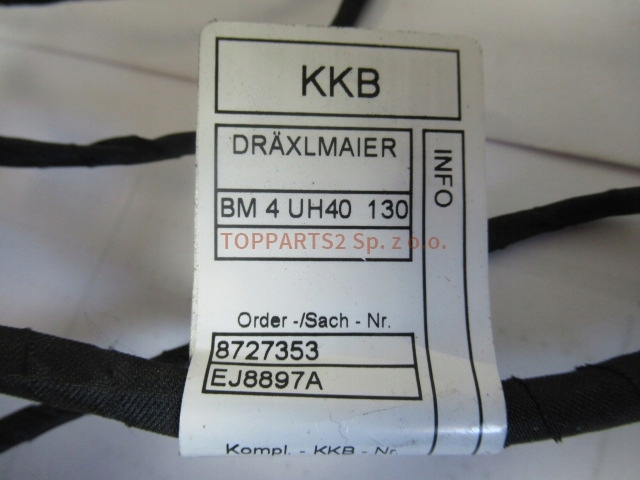 KKB
DRÄXLMAIER
INFO
BM 4 UH40 130
TOPPARTS2 Sp. z o.o.
Order -/Sach - Nr.
8727353
EJ8897A
Kompl. - KKB - Nr.